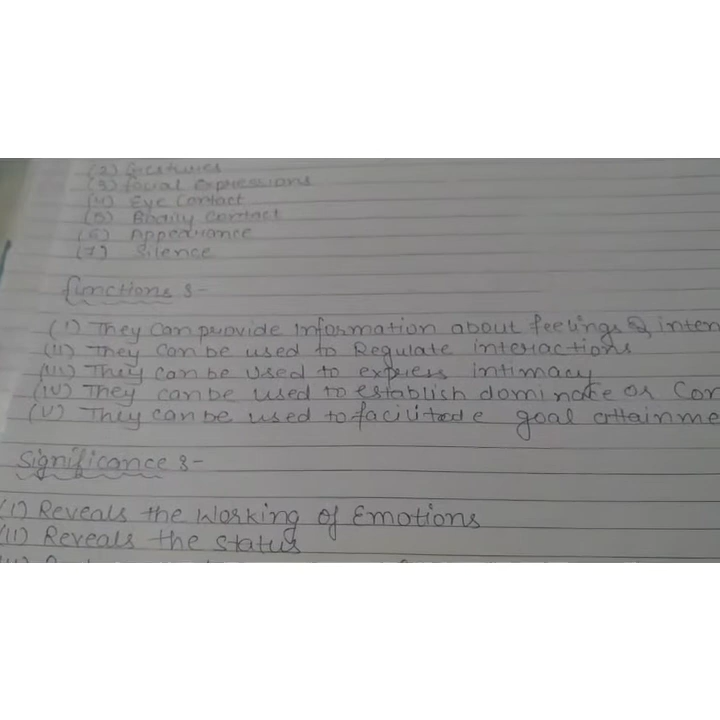 (2) Gestures
(3) facial Expressions
(4) Eye Contact
(5) Bodily Contact
(6) Appearance
(7) Silence
functions :-
(i) They can provide Information about feelings & inten
(ii) They can be used to Regulate interactions
(iii) They can be used to express intimacy
(iv) They can be used to establish dominate or Con
(v) They can be used to facilitate goal attainme
Significance :-
(i) Reveals the Working of Emotions
(ii) Reveals the Status